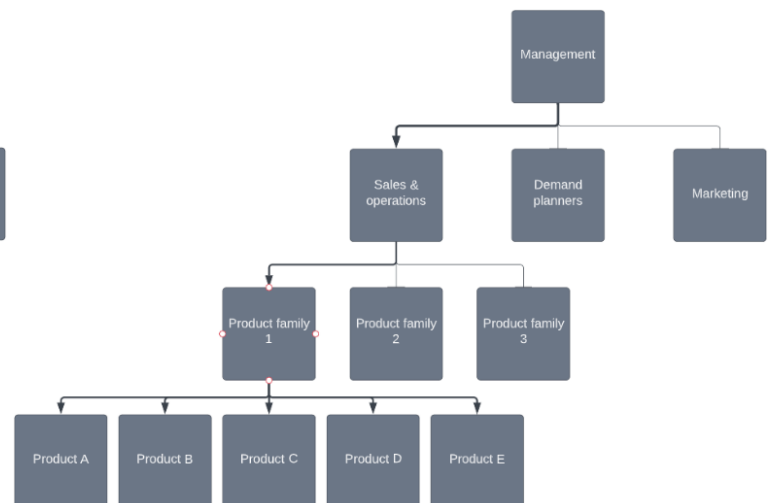 Management
Sales &
operations
Demand
planners
Marketing
Product family
1
Product family
2
Product family
3
Product A
Product B
Product C
Product D
Product E